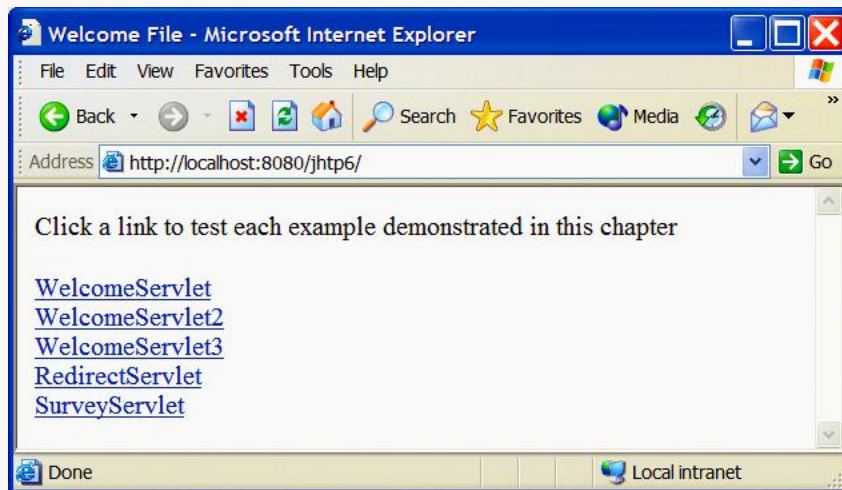 Welcome File - Microsoft Internet Explorer
File Edit View Favorites Tools Help
Back Search Favorites Media »
Address http://localhost:8080/jhtp6/ Go
Click a link to test each example demonstrated in this chapter
WelcomeServlet
WelcomeServlet2
WelcomeServlet3
RedirectServlet
SurveyServlet
Done Local intranet